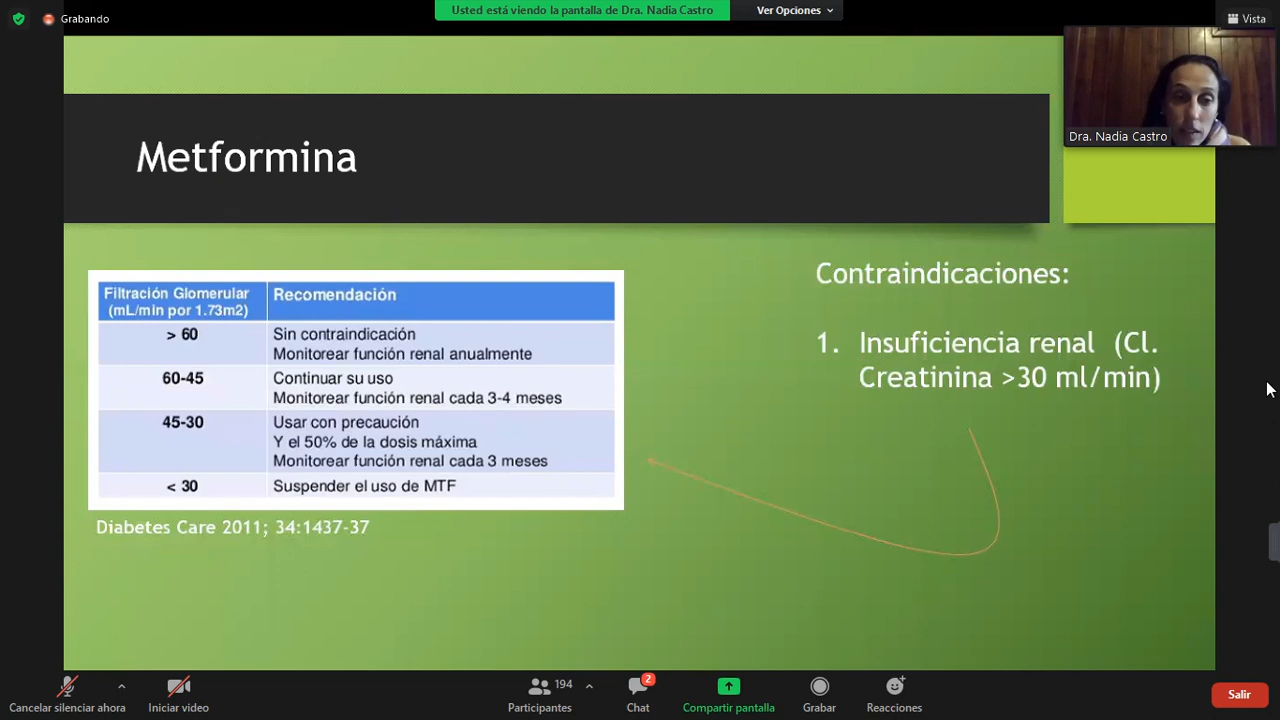 Grabando
Usted está viendo la pantalla de Dra. Nadia Castro
Ver Opciones
Vista
Dra. Nadia Castro
Metformina
Filtración Glomerular (mL/min por 1.73m2)
Recomendación
> 60
Sin contraindicación
Monitorear función renal anualmente
60-45
Continuar su uso
Monitorear función renal cada 3-4 meses
45-30
Usar con precaución
Y el 50% de la dosis máxima
Monitorear función renal cada 3 meses
< 30
Suspender el uso de MTF
Diabetes Care 2011; 34:1437-37
Contraindicaciones:
1. Insuficiencia renal (Cl.
Creatinina >30 ml/min)
Cancelar silenciar ahora
Iniciar video
194
Participantes
2
Chat
Compartir pantalla
Grabar
Reacciones
Salir